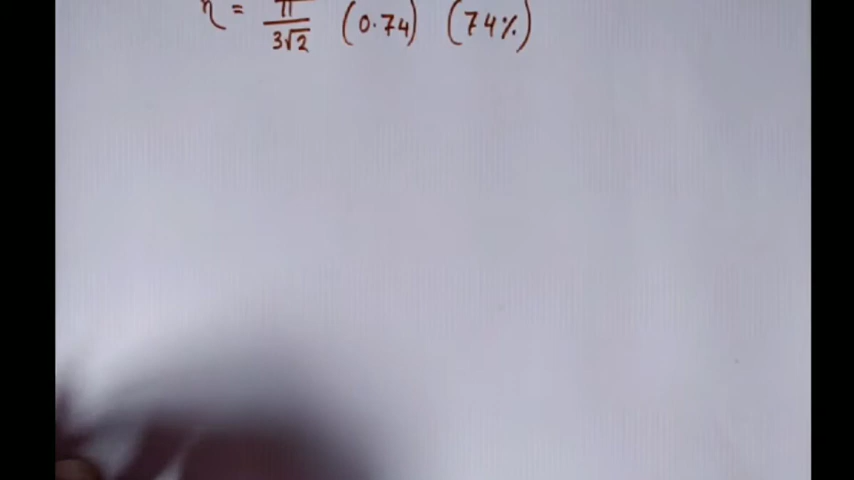 η = π/3√2 (0.74) (74%)